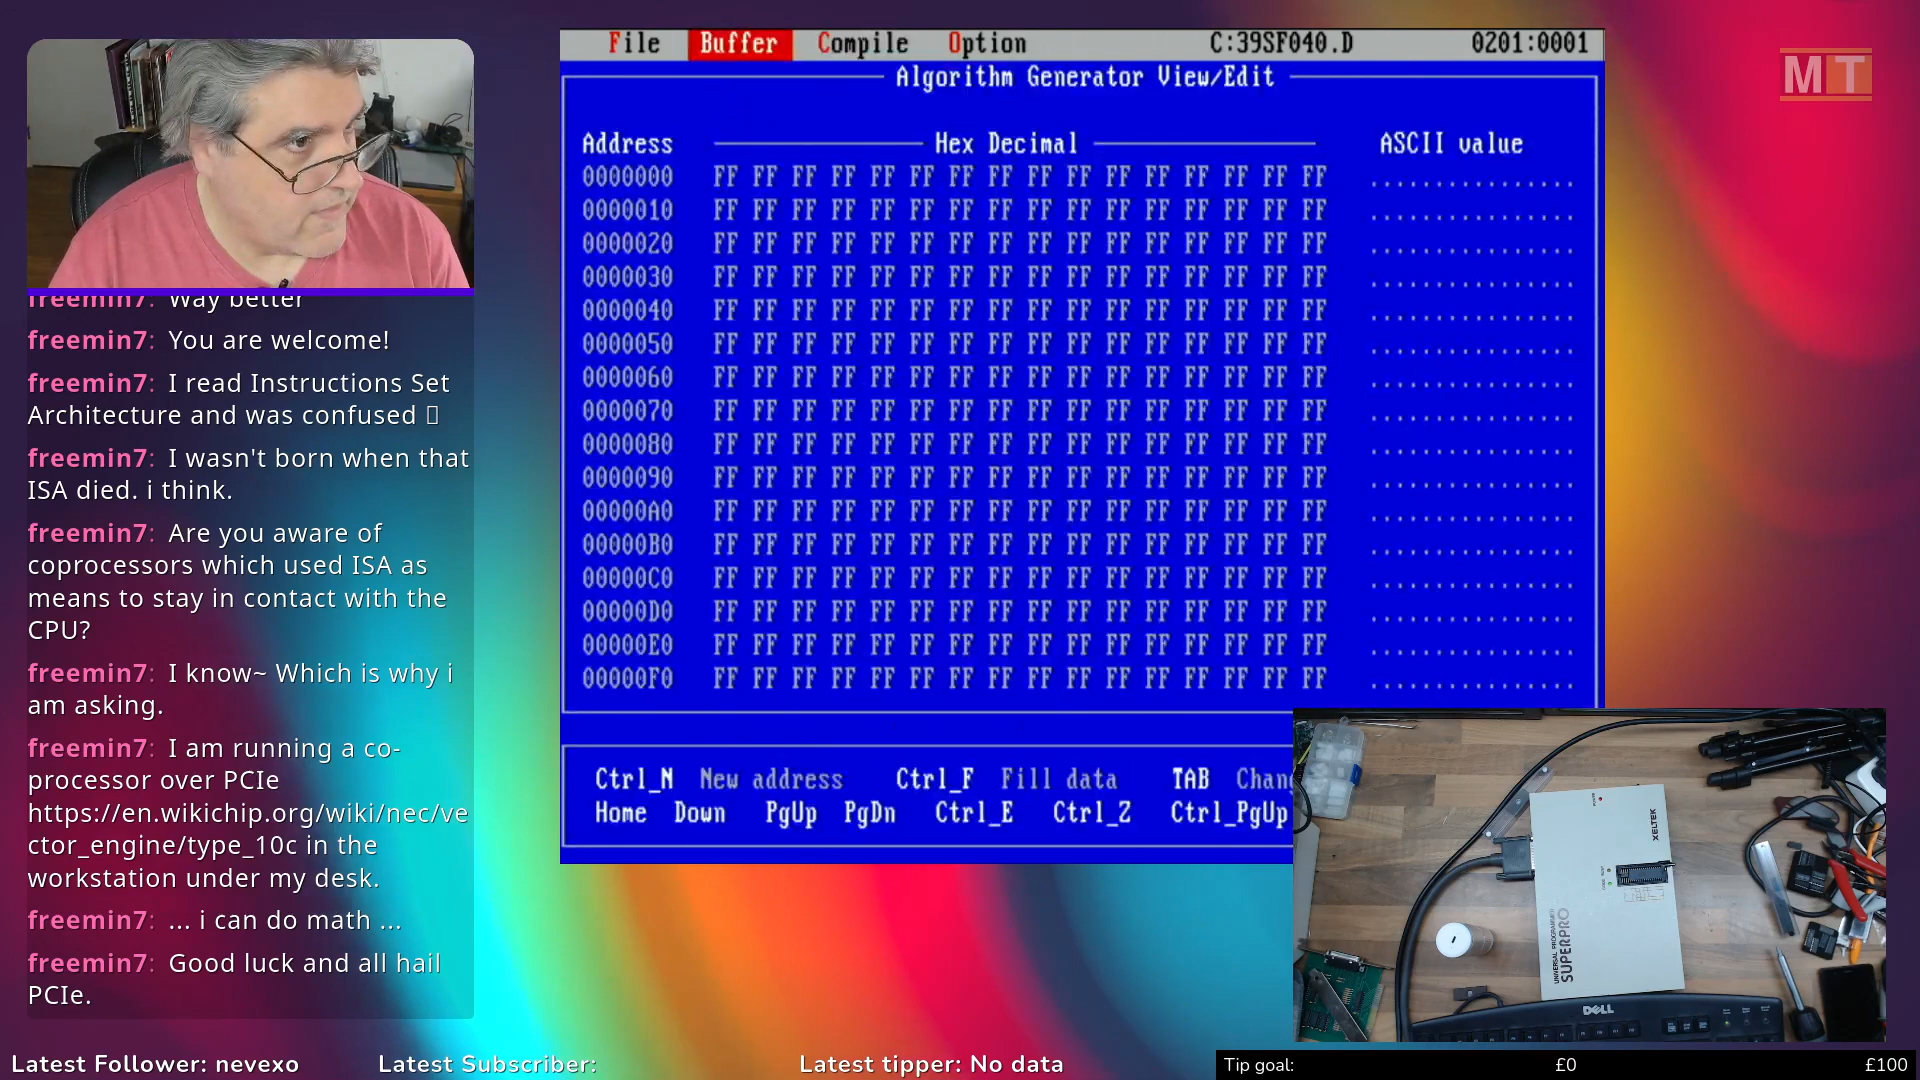 File Buffer Compile Option C:39SF040.D 0201:0001
Algorithm Generator View/Edit
Address Hex Decimal ASCII value
0000000 FF FF FF FF FF FF FF FF FF FF FF FF FF FF FF FF ................
0000010 FF FF FF FF FF FF FF FF FF FF FF FF FF FF FF FF ................
0000020 FF FF FF FF FF FF FF FF FF FF FF FF FF FF FF FF ................
0000030 FF FF FF FF FF FF FF FF FF FF FF FF FF FF FF FF ................
0000040 FF FF FF FF FF FF FF FF FF FF FF FF FF FF FF FF ................
0000050 FF FF FF FF FF FF FF FF FF FF FF FF FF FF FF FF ................
0000060 FF FF FF FF FF FF FF FF FF FF FF FF FF FF FF FF ................
0000070 FF FF FF FF FF FF FF FF FF FF FF FF FF FF FF FF ................
0000080 FF FF FF FF FF FF FF FF FF FF FF FF FF FF FF FF ................
0000090 FF FF FF FF FF FF FF FF FF FF FF FF FF FF FF FF ................
00000A0 FF FF FF FF FF FF FF FF FF FF FF FF FF FF FF FF ................
00000B0 FF FF FF FF FF FF FF FF FF FF FF FF FF FF FF FF ................
00000C0 FF FF FF FF FF FF FF FF FF FF FF FF FF FF FF FF ................
00000D0 FF FF FF FF FF FF FF FF FF FF FF FF FF FF FF FF ................
00000E0 FF FF FF FF FF FF FF FF FF FF FF FF FF FF FF FF ................
00000F0 FF FF FF FF FF FF FF FF FF FF FF FF FF FF FF FF ................
Ctrl_N New address Ctrl_F Fill data TAB Chan
Home Down PgUp PgDn Ctrl_E Ctrl_Z Ctrl_PgUp
MT
freemin7: Way better
freemin7: You are welcome!
freemin7: I read Instructions Set
Architecture and was confused
freemin7: I wasn't born when that
ISA died. i think.
freemin7: Are you aware of
coprocessors which used ISA as
means to stay in contact with the
CPU?
freemin7: I know~ Which is why i
am asking.
freemin7: I am running a co-
processor over PCIe
https://en.wikichip.org/wiki/nec/ve
ctor_engine/type_10c in the
workstation under my desk.
freemin7: ... i can do math ...
freemin7: Good luck and all hail
PCIe.
XELTEK
UNIVERSAL PROGRAMMER
SUPERPRO
DELL
Latest Follower: nevexo Latest Subscriber: Latest tipper: No data
Tip goal: £0 £100